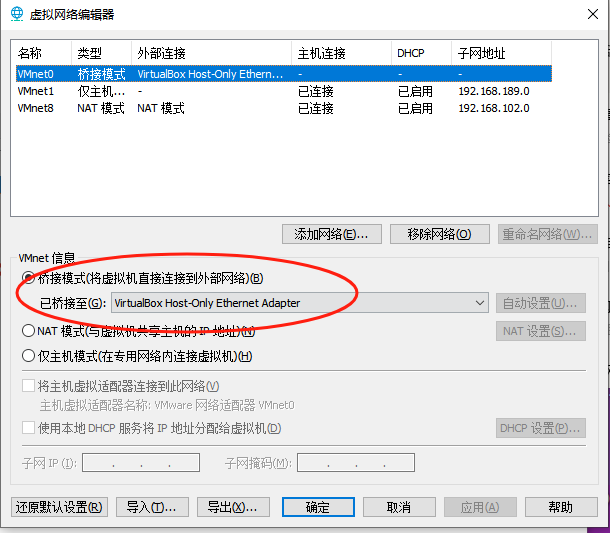 虚拟网络编辑器
名称 类型 外部连接 主机连接 DHCP 子网地址
VMnet0 桥接模式 VirtualBox Host-Only Ethern... - - -
VMnet1 仅主机... - 已连接 已启用 192.168.189.0
VMnet8 NAT 模式 NAT 模式 已连接 已启用 192.168.102.0
添加网络(E)... 移除网络(O) 重命名网络(W)...
VMnet 信息
桥接模式(将虚拟机直接连接到外部网络)(B)
已桥接至(G): VirtualBox Host-Only Ethernet Adapter 自动设置(U)...
NAT 模式(与虚拟机共享主机的 IP 地址)(N) NAT 设置(S)...
仅主机模式(在专用网络内连接虚拟机)(H)
将主机虚拟适配器连接到此网络(V)
主机虚拟适配器名称: VMware 网络适配器 VMnet0
使用本地 DHCP 服务将 IP 地址分配给虚拟机(D) DHCP 设置(P)...
子网 IP (I): . . . 子网掩码(M): . . .
还原默认设置(R) 导入(T)... 导出(X)... 确定 取消 应用(A) 帮助